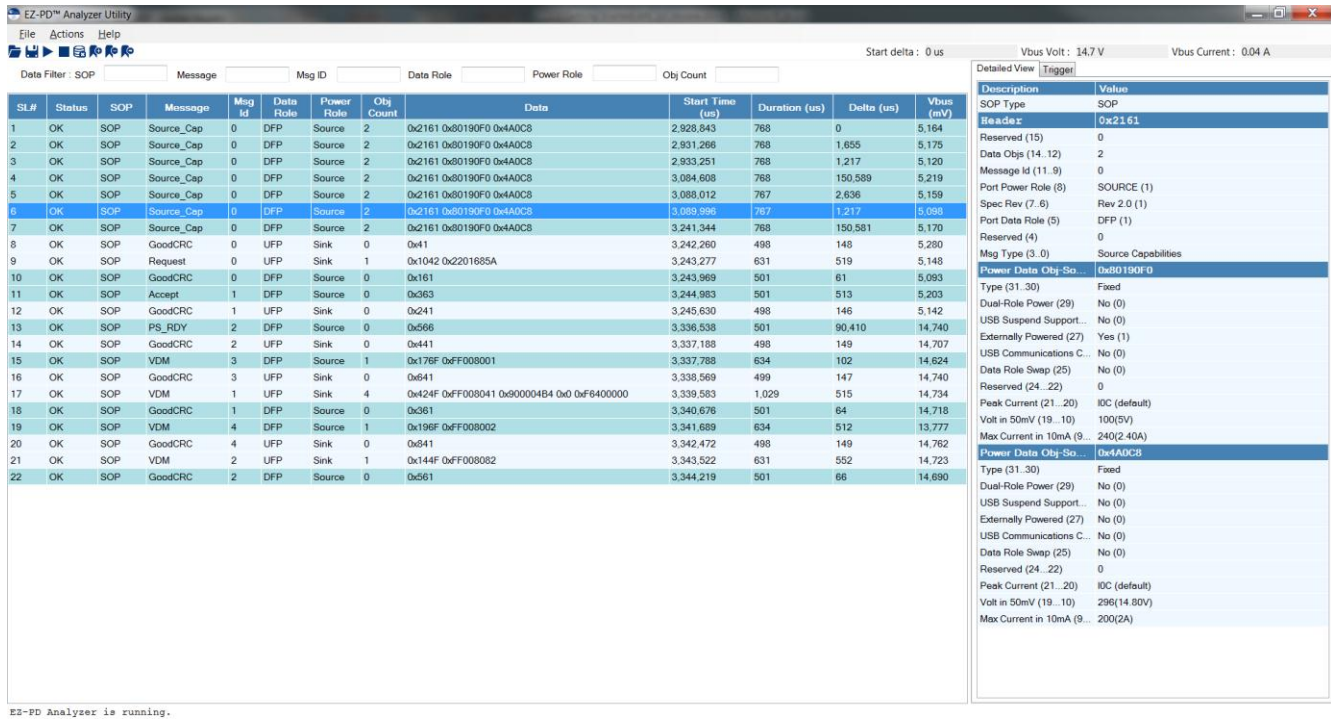 EZ-PD™ Analyzer Utility
File Actions Help
Start delta : 0 us Vbus Volt : 14.7 V Vbus Current : 0.04 A
Data Filter : SOP Message Msg ID Data Role Power Role Obj Count
SL# Status SOP Message Msg Id Data Role Power Role Obj Count Data Start Time (us) Duration (us) Delta (us) Vbus (mV)
1 OK SOP Source_Cap 0 DFP Source 2 0x2161 0x80190F0 0x4A0C8 2,928,843 768 0 5,164
2 OK SOP Source_Cap 0 DFP Source 2 0x2161 0x80190F0 0x4A0C8 2,931,266 768 1,655 5,175
3 OK SOP Source_Cap 0 DFP Source 2 0x2161 0x80190F0 0x4A0C8 2,933,251 768 1,217 5,120
4 OK SOP Source_Cap 0 DFP Source 2 0x2161 0x80190F0 0x4A0C8 3,084,608 768 150,589 5,219
5 OK SOP Source_Cap 0 DFP Source 2 0x2161 0x80190F0 0x4A0C8 3,088,012 767 2,636 5,159
6 OK SOP Source_Cap 0 DFP Source 2 0x2161 0x80190F0 0x4A0C8 3,089,996 767 1,217 5,098
7 OK SOP Source_Cap 0 DFP Source 2 0x2161 0x80190F0 0x4A0C8 3,241,344 768 150,581 5,170
8 OK SOP GoodCRC 0 UFP Sink 0 0x41 3,242,260 498 148 5,280
9 OK SOP Request 0 UFP Sink 1 0x1042 0x2201685A 3,243,277 631 519 5,148
10 OK SOP GoodCRC 0 DFP Source 0 0x161 3,243,969 501 61 5,093
11 OK SOP Accept 1 DFP Source 0 0x363 3,244,983 501 513 5,203
12 OK SOP GoodCRC 1 UFP Sink 0 0x241 3,245,630 498 146 5,142
13 OK SOP PS_RDY 2 DFP Source 0 0x566 3,336,538 501 90,410 14,740
14 OK SOP GoodCRC 2 UFP Sink 0 0x441 3,337,188 498 149 14,707
15 OK SOP VDM 3 DFP Source 1 0x176F 0xFF008001 3,337,788 634 102 14,624
16 OK SOP GoodCRC 3 UFP Sink 0 0x641 3,338,569 499 147 14,740
17 OK SOP VDM 1 UFP Sink 4 0x424F 0xFF008041 0x900004B4 0x0 0xF6400000 3,339,583 1,029 515 14,734
18 OK SOP GoodCRC 1 DFP Source 0 0x361 3,340,676 501 64 14,718
19 OK SOP VDM 4 DFP Source 1 0x196F 0xFF008002 3,341,689 634 512 13,777
20 OK SOP GoodCRC 4 UFP Sink 0 0x841 3,342,472 498 149 14,762
21 OK SOP VDM 2 UFP Sink 1 0x144F 0xFF008082 3,343,522 631 552 14,723
22 OK SOP GoodCRC 2 DFP Source 0 0x561 3,344,219 501 66 14,690
Detailed View Trigger
Description Value
SOP Type SOP
Header 0x2161
Reserved (15) 0
Data Objs (14..12) 2
Message Id (11..9) 0
Port Power Role (8) SOURCE (1)
Spec Rev (7..6) Rev 2.0 (1)
Port Data Role (5) DFP (1)
Reserved (4) 0
Msg Type (3..0) Source Capabilities
Power Data Obj-So... 0x80190F0
Type (31..30) Fixed
Dual-Role Power (29) No (0)
USB Suspend Support... No (0)
Externally Powered (27) Yes (1)
USB Communications C... No (0)
Data Role Swap (25) No (0)
Reserved (24...22) 0
Peak Current (21...20) I0C (default)
Volt in 50mV (19...10) 100(5V)
Max Current in 10mA (9... 240(2.40A)
Power Data Obj-So... 0x4A0C8
Type (31..30) Fixed
Dual-Role Power (29) No (0)
USB Suspend Support... No (0)
Externally Powered (27) No (0)
USB Communications C... No (0)
Data Role Swap (25) No (0)
Reserved (24...22) 0
Peak Current (21...20) I0C (default)
Volt in 50mV (19...10) 296(14.80V)
Max Current in 10mA (9... 200(2A)
EZ-PD Analyzer is running.